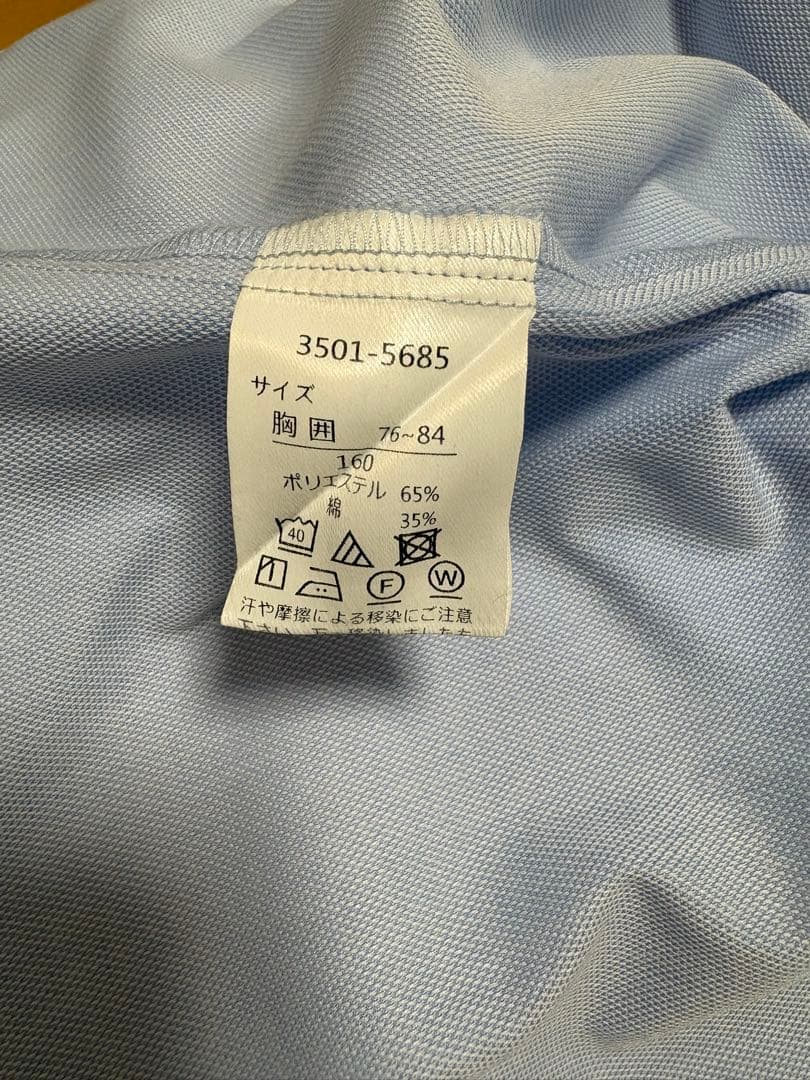 3501-5685
サイズ
胸囲 76~84
160
ポリエステル 65%
綿 35%
40
F W
汗や摩擦による移染にご注意